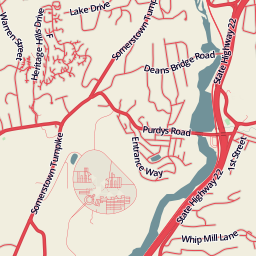 Lake Drive
Warren Street
Heritage Hills Drive
Somerstown Turnpike
State Highway 22
Deans Bridge Road
Purdys Road
1st Street
Entrance Way
Somerstown Turnpike
State Highway 22
Whip Mill Lane